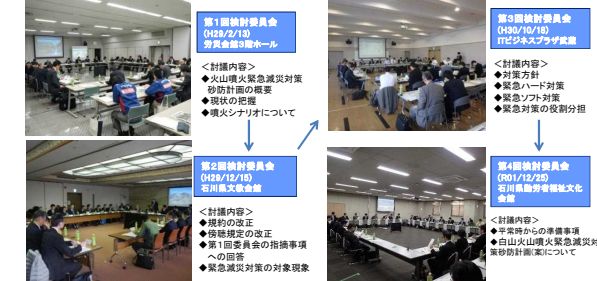 第1回検討委員会
(H29/2/13)
労災会館3階ホール
<討議内容>
◆火山噴火緊急減災対策
砂防計画の概要
◆現状の把握
◆噴火シナリオについて
第2回検討委員会
(H29/12/15)
石川県文教会館
<討議内容>
◆規約の改正
◆傍聴規定の改正
◆第1回委員会の指摘事項
への回答
◆緊急減災対策の対象現象
第3回検討委員会
(H30/10/16)
ITビジネスプラザ武蔵
<討議内容>
◆対策方針
◆緊急ハード対策
◆緊急ソフト対策
◆緊急対策の役割分担
第4回検討委員会
(R01/12/25)
石川県勤労者福祉文化
会館
<討議内容>
◆平常時からの準備事項
◆白山火山噴火緊急減災対
策砂防計画(案)について